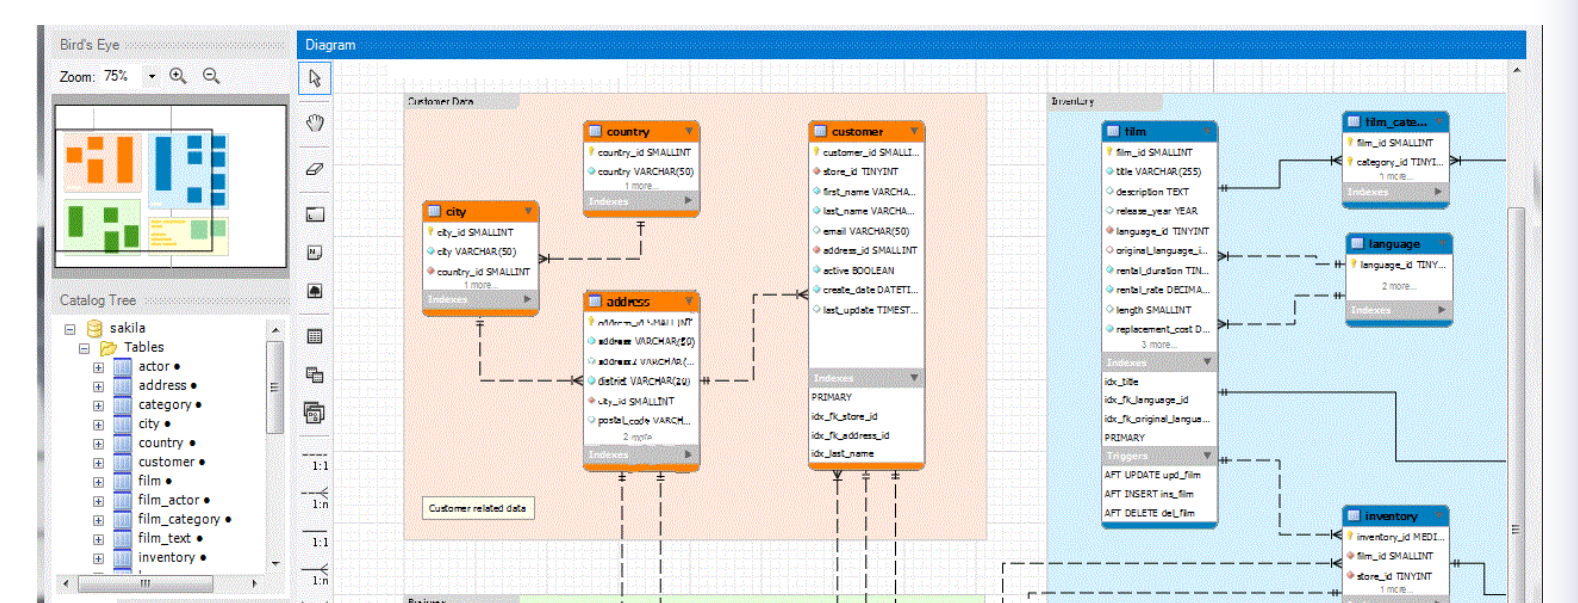 Bird's Eye
Zoom: 75%
Catalog Tree
sakila
Tables
actor
address
category
city
country
customer
film
film_actor
film_category
film_text
inventory
Diagram
1:1
1:n
1:1
1:n
Customer Data
country
country_id SMALLINT
country VARCHAR(50)
1 more...
Indexes
city
city_id SMALLINT
city VARCHAR(50)
country_id SMALLINT
1 more...
Indexes
address
address_id SMALLINT
address VARCHAR(50)
address2 VARCHAR(...
district VARCHAR(20)
city_id SMALLINT
postal_code VARCH...
2 more...
Indexes
Customer related data
customer
customer_id SMALLI...
store_id TINYINT
first_name VARCHA...
last_name VARCHA...
email VARCHAR(50)
address_id SMALLINT
active BOOLEAN
create_date DATETI...
last_update TIMEST...
Indexes
PRIMARY
idx_fk_store_id
idx_fk_address_id
idx_last_name
Inventory
film
film_id SMALLINT
title VARCHAR(255)
description TEXT
release_year YEAR
language_id TINYINT
original_language_i...
rental_duration TIN...
rental_rate DECIMA...
length SMALLINT
replacement_cost D...
3 more...
Indexes
idx_title
idx_fk_language_id
idx_fk_original_langua...
PRIMARY
Triggers
AFT UPDATE upd_film
AFT INSERT ins_film
AFT DELETE del_film
film_cate...
film_id SMALLINT
category_id TINYI...
1 more...
Indexes
language
language_id TINY...
2 more...
Indexes
inventory
inventory_id MEDI...
film_id SMALLINT
store_id TINYINT
1 more...